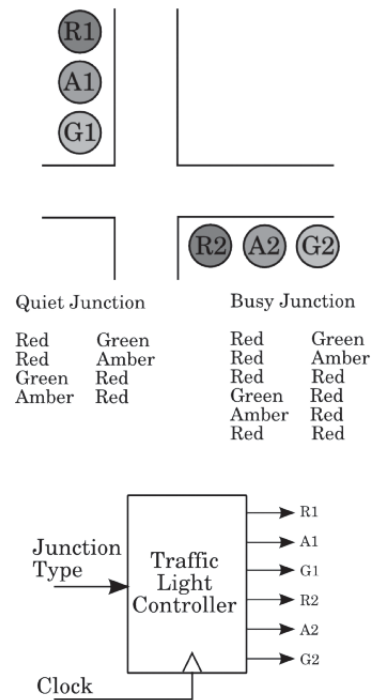 R1
A1
G1
R2 A2 G2
Quiet Junction
Red Green
Red Amber
Green Red
Amber Red
Busy Junction
Red Green
Red Amber
Red Red
Green Red
Amber Red
Red Red
Junction
Type
Traffic
Light
Controller
R1
A1
G1
R2
A2
G2
Clock